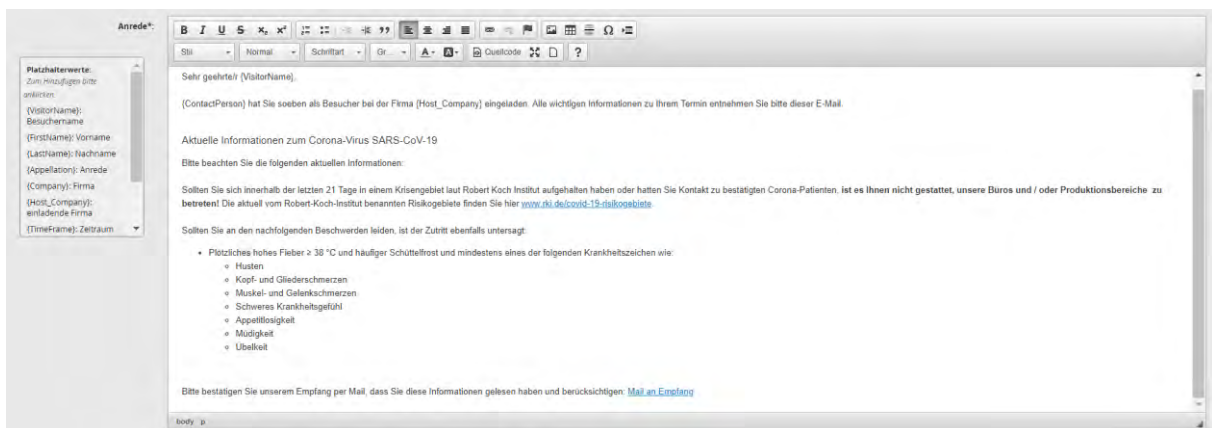 Anrede*:
B I U S x₂ x² Ω
Stil Normal Schriftart Gr... A A Quellcode ?
Platzhalterwerte:
Zum Hinzufügen bitte
anklicken
{VisitorName}:
Besuchername
{FirstName}: Vorname
{LastName}: Nachname
{Appellation}: Anrede
{Company}: Firma
{Host_Company}:
einladende Firma
{TimeFrame}: Zeitraum
Sehr geehrte/r {VisitorName},
{ContactPerson} hat Sie soeben als Besucher bei der Firma {Host_Company} eingeladen. Alle wichtigen Informationen zu Ihrem Termin entnehmen Sie bitte dieser E-Mail.
Aktuelle Informationen zum Corona-Virus SARS-CoV-19
Bitte beachten Sie die folgenden aktuellen Informationen:
Sollten Sie sich innerhalb der letzten 21 Tage in einem Krisengebiet laut Robert Koch Institut aufgehalten haben oder hatten Sie Kontakt zu bestätigten Corona-Patienten, ist es Ihnen nicht gestattet, unsere Büros und / oder Produktionsbereiche zu
betreten! Die aktuell vom Robert-Koch-Institut benannten Risikogebiete finden Sie hier www.rki.de/covid-19-risikogebiete
Sollten Sie an den nachfolgenden Beschwerden leiden, ist der Zutritt ebenfalls untersagt:
• Plötzliches hohes Fieber ≥ 38 °C und häufiger Schüttelfrost und mindestens eines der folgenden Krankheitszeichen wie:
Husten
Kopf- und Gliederschmerzen
Muskel- und Gelenkschmerzen
Schweres Krankheitsgefühl
Appetitlosigkeit
Müdigkeit
Übelkeit
Bitte bestätigen Sie unserem Empfang per Mail, dass Sie diese Informationen gelesen haben und berücksichtigen: Mail an Empfang
body p